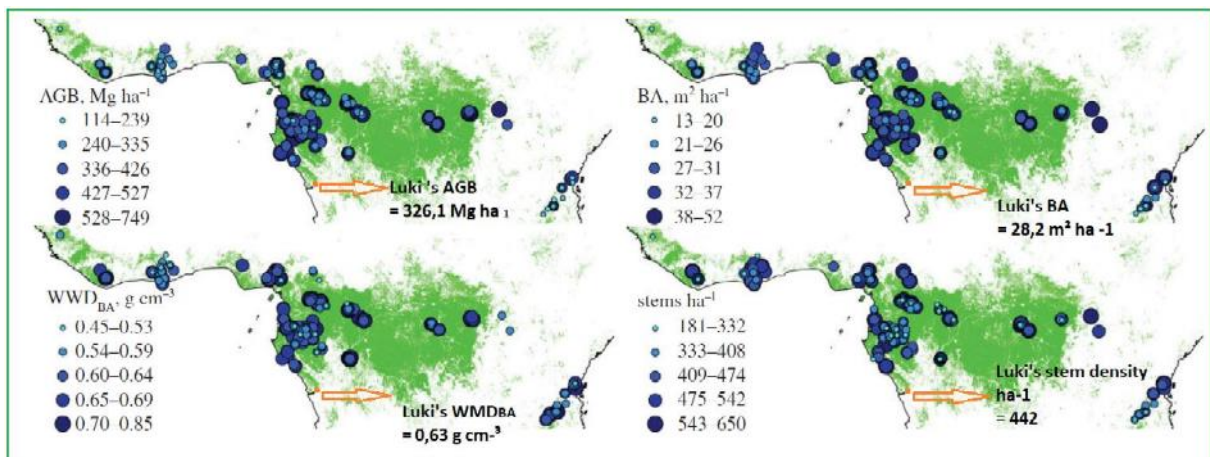 AGB, Mg ha⁻¹
114–239
240–335
336–426
427–527
528–749
Luki 's AGB
= 326,1 Mg ha ₁
BA, m² ha⁻¹
13–20
21–26
27–31
32–37
38–52
Luki's BA
= 28,2 m² ha -1
WWD_BA, g cm⁻³
0.45–0.53
0.54–0.59
0.60–0.64
0.65–0.69
0.70–0.85
Luki's WMDBA
= 0,63 g cm-³
stems ha⁻¹
181–332
333–408
409–474
475–542
543–650
Luki's stem density
ha-1
= 442